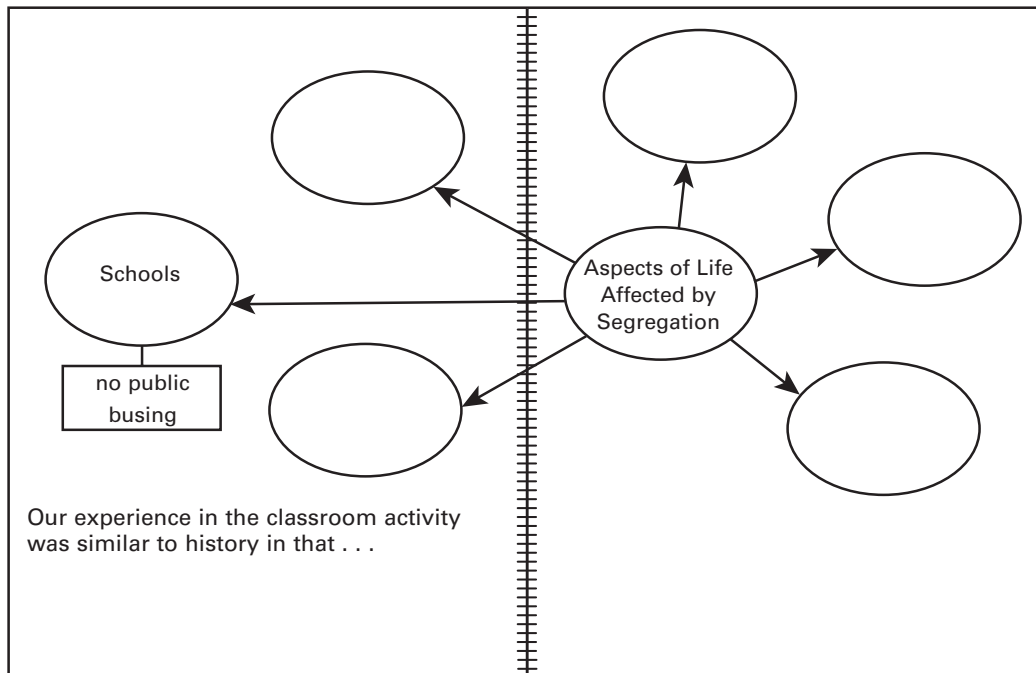 Schools
no public
busing
Aspects of Life
Affected by
Segregation
Our experience in the classroom activity
was similar to history in that . . .